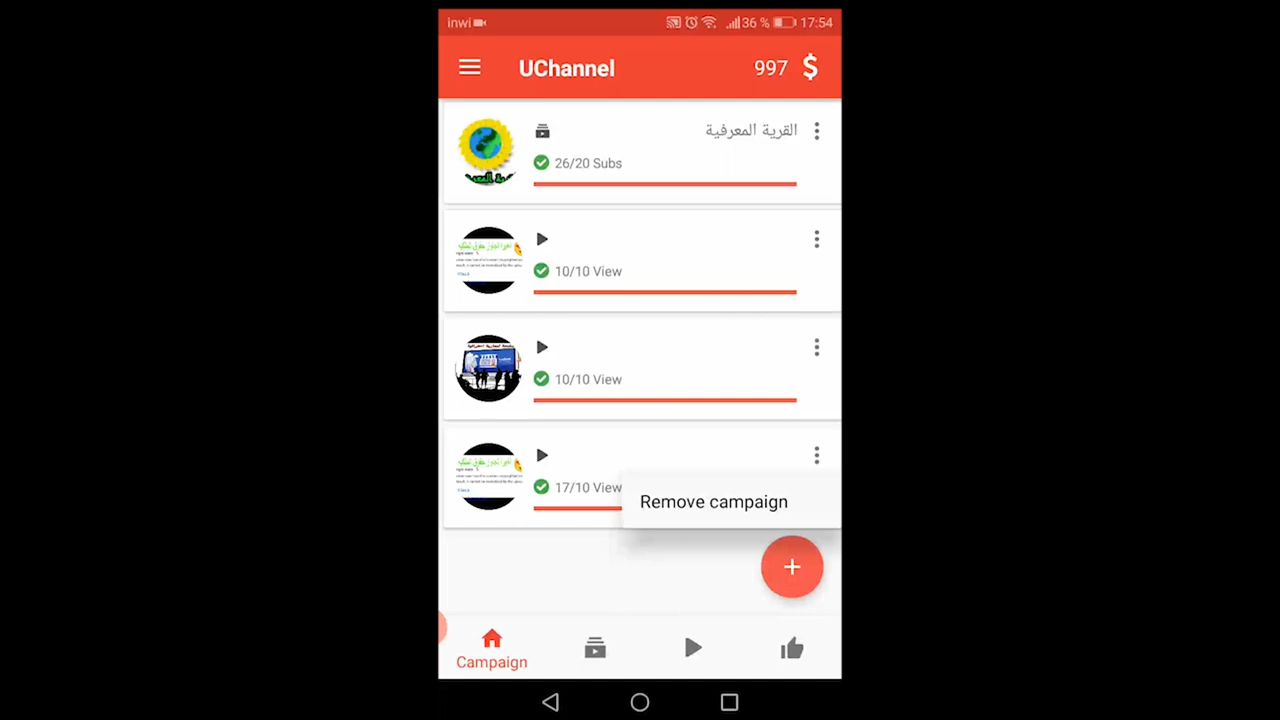 inwi 36 % 17:54
UChannel 997 $
القرية المعرفية
26/20 Subs
10/10 View
10/10 View
17/10 View
Remove campaign
Campaign